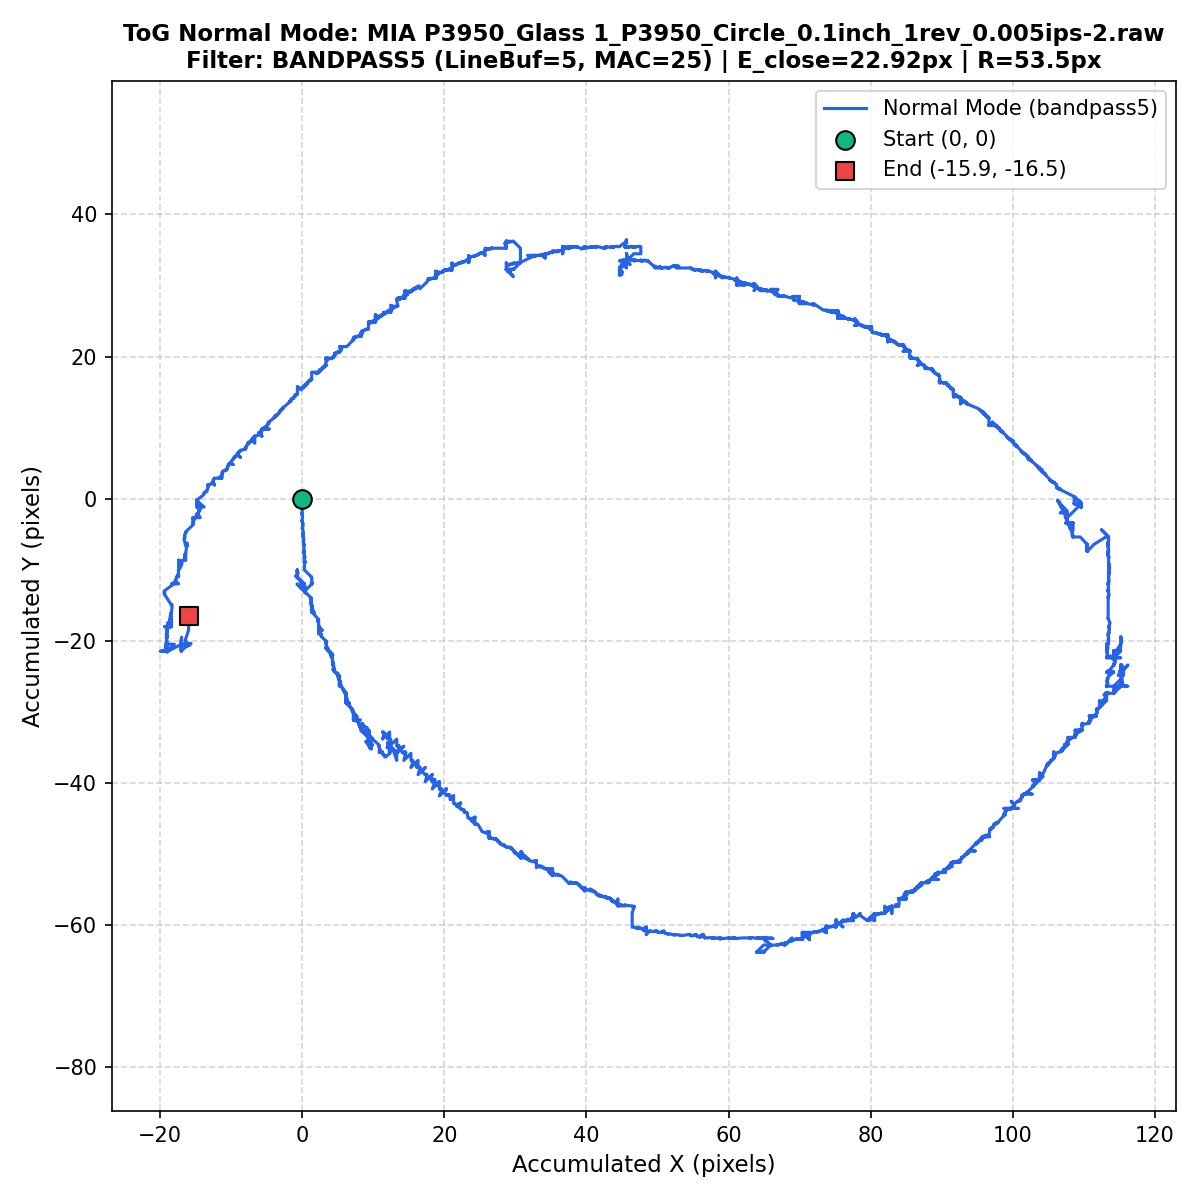 ToG Normal Mode: MIA P3950_Glass 1_P3950_Circle_0.1inch_1rev_0.005ips-2.raw
Filter: BANDPASS5 (LineBuf=5, MAC=25) | E_close=22.92px | R=53.5px
Normal Mode (bandpass5)
Start (0, 0)
End (-15.9, -16.5)
Accumulated Y (pixels)
40
20
0
−20
−40
−60
−80
−20 0 20 40 60 80 100 120
Accumulated X (pixels)